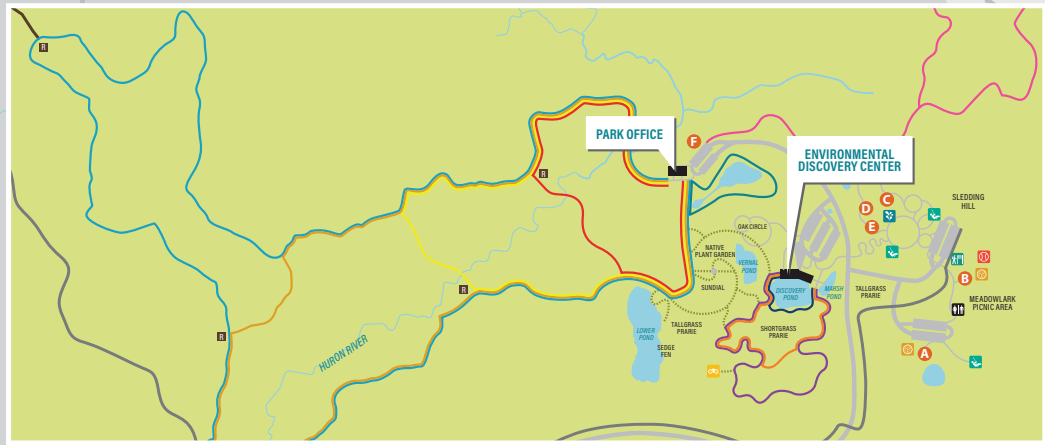 R
PARK OFFICE
F
ENVIRONMENTAL
DISCOVERY CENTER
R
SLEDDING
HILL
C
D
E
OAK CIRCLE
NATIVE
PLANT GARDEN
VERNAL
POND
SUNDIAL
DISCOVERY
POND
MARSH
POND
TALLGRASS
PRARIE
B
MEADOWLARK
PICNIC AREA
R
LOWER
POND
TALLGRASS
PRARIE
SEDGE
FEN
SHORTGRASS
PRARIE
R
HURON RIVER
A